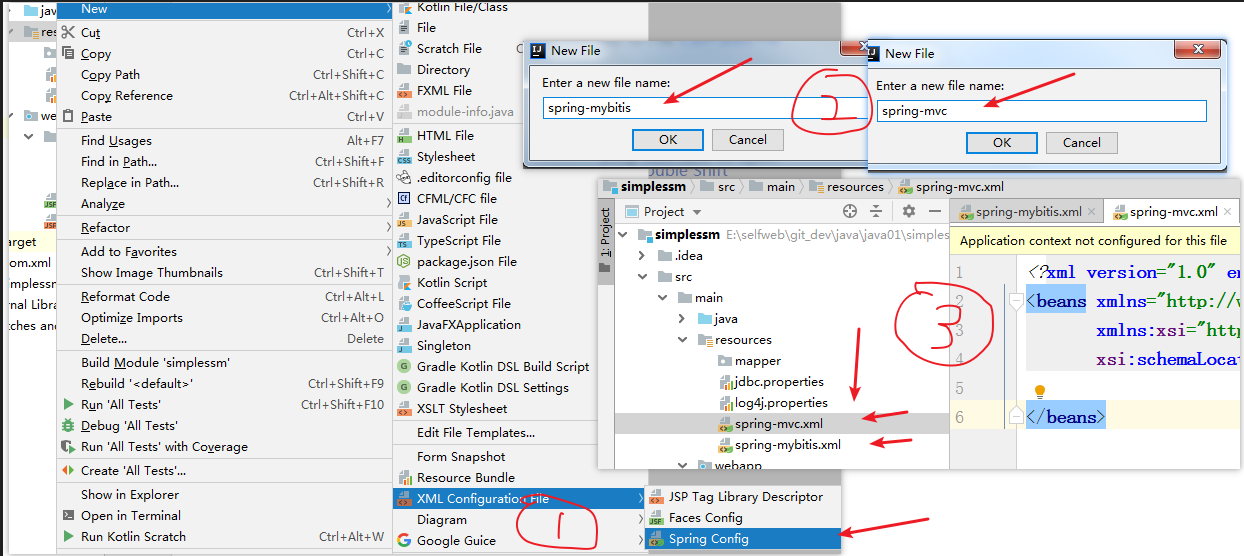 New
Cut Ctrl+X
Copy Ctrl+C
Copy Path Ctrl+Shift+C
Copy Reference Ctrl+Alt+Shift+C
Paste Ctrl+V
Find Usages Alt+F7
Find in Path... Ctrl+Shift+F
Replace in Path... Ctrl+Shift+R
Analyze
Refactor
Add to Favorites
Show Image Thumbnails Ctrl+Shift+T
Reformat Code Ctrl+Alt+L
Optimize Imports Ctrl+Alt+O
Delete... Delete
Build Module 'simplessm'
Rebuild '<default>' Ctrl+Shift+F9
Run 'All Tests' Ctrl+Shift+F10
Debug 'All Tests'
Run 'All Tests' with Coverage
Create 'All Tests'...
Show in Explorer
Open in Terminal
Run Kotlin Scratch Ctrl+Alt+W
jav
res
we
arget
om.xml
mplessm
nal Libra
tches and
Kotlin File/Class
File
Scratch File
Directory
FXML File
module-info.java
HTML File
Stylesheet
.editorconfig file
CFML/CFC file
JavaScript File
TypeScript File
package.json File
Kotlin Script
CoffeeScript File
JavaFXApplication
Singleton
Gradle Kotlin DSL Build Script
Gradle Kotlin DSL Settings
XSLT Stylesheet
Edit File Templates...
Form Snapshot
Resource Bundle
XML Configuration File
Diagram
Google Guice
1
JSP Tag Library Descriptor
Faces Config
Spring Config
New File
Enter a new file name:
spring-mybitis
OK Cancel
2
New File
Enter a new file name:
spring-mvc
OK Cancel
ouble Shift
simplessm src main resources spring-mvc.xml
1: Project
Project
spring-mybitis.xml spring-mvc.xml
simplessm E:\selfweb\git_dev\java\java01\simples
.idea
src
main
java
resources
mapper
jdbc.properties
log4j.properties
spring-mvc.xml
spring-mybitis.xml
webapp
Application context not configured for this file
1 <?xml version="1.0" en
2 <beans xmlns="http://w
3 xmlns:xsi="http
4 xsi:schemaLocat
5
6 </beans>
3